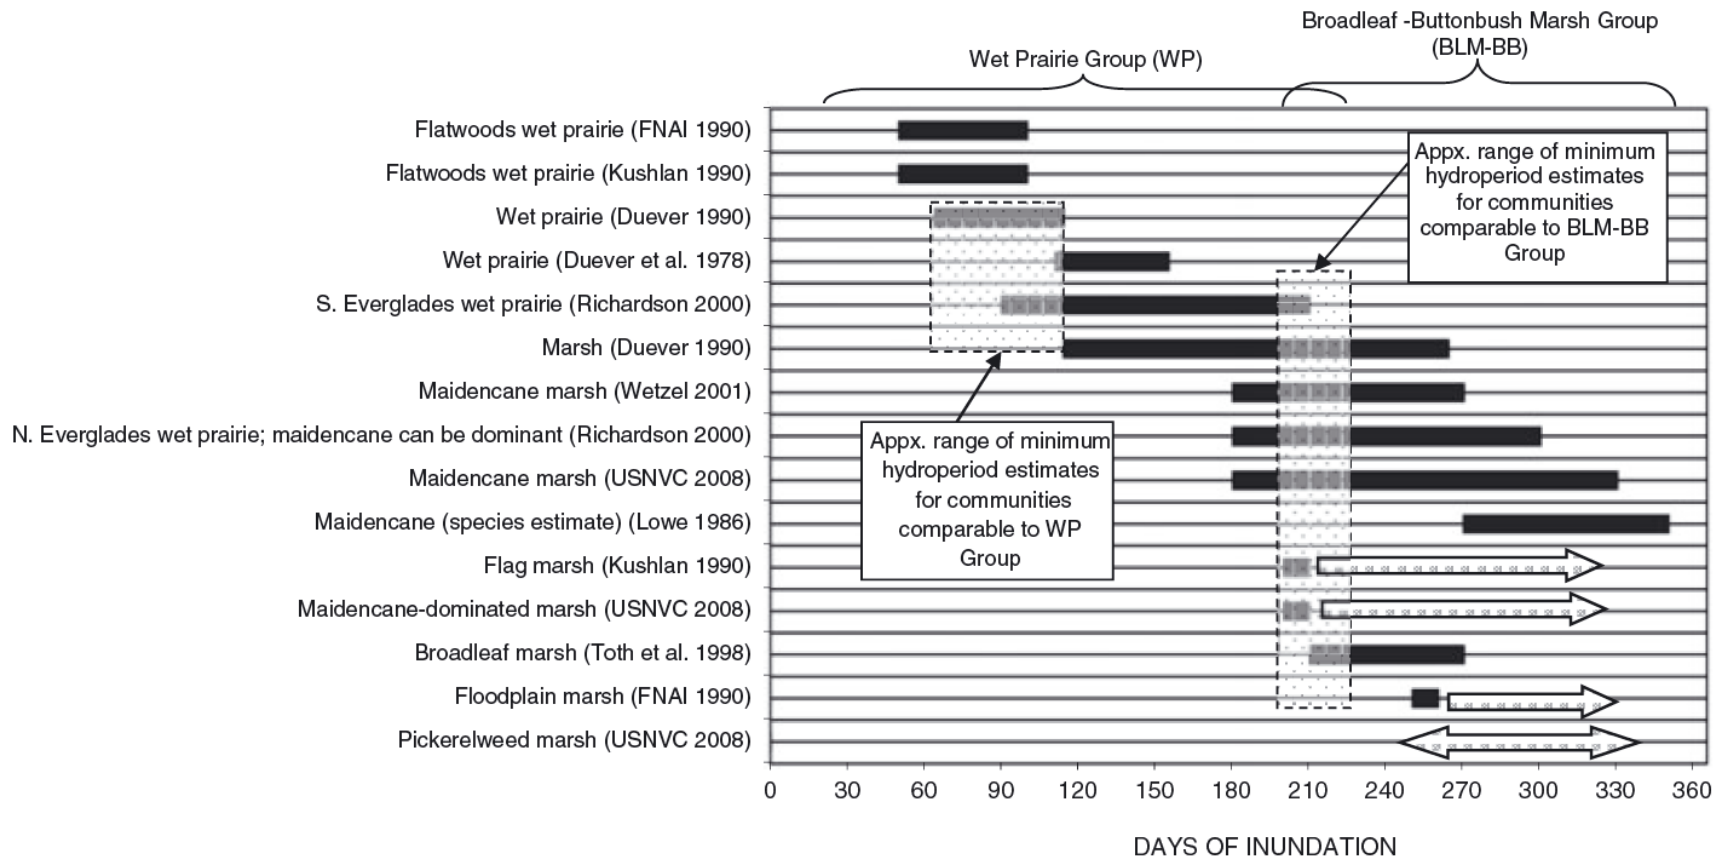 Broadleaf -Buttonbush Marsh Group
(BLM-BB)
Wet Prairie Group (WP)
Flatwoods wet prairie (FNAI 1990)
Flatwoods wet prairie (Kushlan 1990)
Wet prairie (Duever 1990)
Wet prairie (Duever et al. 1978)
S. Everglades wet prairie (Richardson 2000)
Marsh (Duever 1990)
Maidencane marsh (Wetzel 2001)
N. Everglades wet prairie; maidencane can be dominant (Richardson 2000)
Maidencane marsh (USNVC 2008)
Maidencane (species estimate) (Lowe 1986)
Flag marsh (Kushlan 1990)
Maidencane-dominated marsh (USNVC 2008)
Broadleaf marsh (Toth et al. 1998)
Floodplain marsh (FNAI 1990)
Pickerelweed marsh (USNVC 2008)
Appx. range of minimum
hydroperiod estimates
for communities
comparable to BLM-BB
Group
Appx. range of minimum
hydroperiod estimates
for communities
comparable to WP
Group
0 30 60 90 120 150 180 210 240 270 300 330 360
DAYS OF INUNDATION